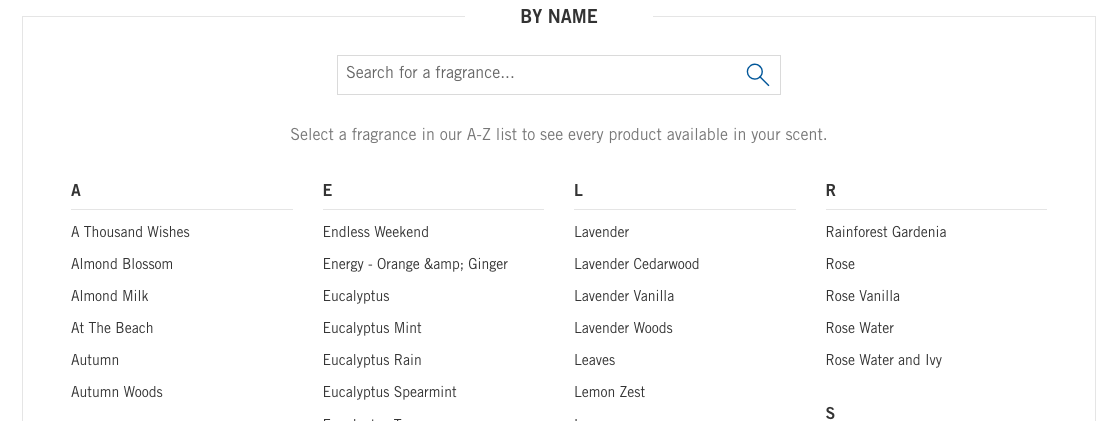 BY NAME
Search for a fragrance...
Select a fragrance in our A-Z list to see every product available in your scent.
A
A Thousand Wishes
Almond Blossom
Almond Milk
At The Beach
Autumn
Autumn Woods
E
Endless Weekend
Energy - Orange &amp; Ginger
Eucalyptus
Eucalyptus Mint
Eucalyptus Rain
Eucalyptus Spearmint
L
Lavender
Lavender Cedarwood
Lavender Vanilla
Lavender Woods
Leaves
Lemon Zest
R
Rainforest Gardenia
Rose
Rose Vanilla
Rose Water
Rose Water and Ivy
S